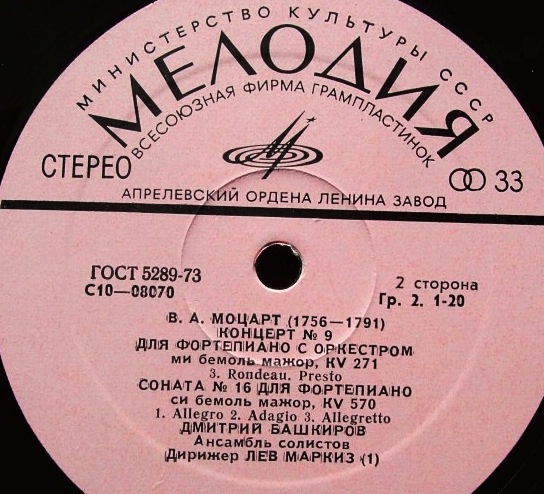 МИНИСТЕРСТВО КУЛЬТУРЫ СССР
МЕЛОДИЯ
ВСЕСОЮЗНАЯ ФИРМА ГРАМПЛАСТИНОК
СТЕРЕО
33
АПРЕЛЕВСКИЙ ОРДЕНА ЛЕНИНА ЗАВОД
ГОСТ 5289-73
С10—08070
2 сторона
Гр. 2. 1-20
В. А. МОЦАРТ (1756—1791)
КОНЦЕРТ № 9
ДЛЯ ФОРТЕПИАНО С ОРКЕСТРОМ
ми бемоль мажор, KV 271
3. Rondeau. Presto
СОНАТА № 16 ДЛЯ ФОРТЕПИАНО
си бемоль мажор, KV 570
1. Allegro 2. Adagio 3. Allegretto
ДМИТРИЙ БАШКИРОВ
Ансамбль солистов
Дирижер ЛЕВ МАРКИЗ (1)